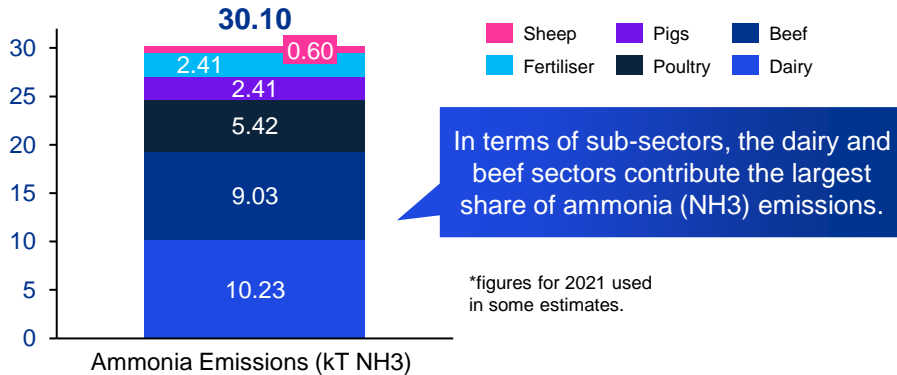 30.10
30
25
20
15
10
5
0
0.60
2.41
2.41
5.42
9.03
10.23
Ammonia Emissions (kT NH3)
Sheep Pigs Beef
Fertiliser Poultry Dairy
In terms of sub-sectors, the dairy and
beef sectors contribute the largest
share of ammonia (NH3) emissions.
*figures for 2021 used
in some estimates.